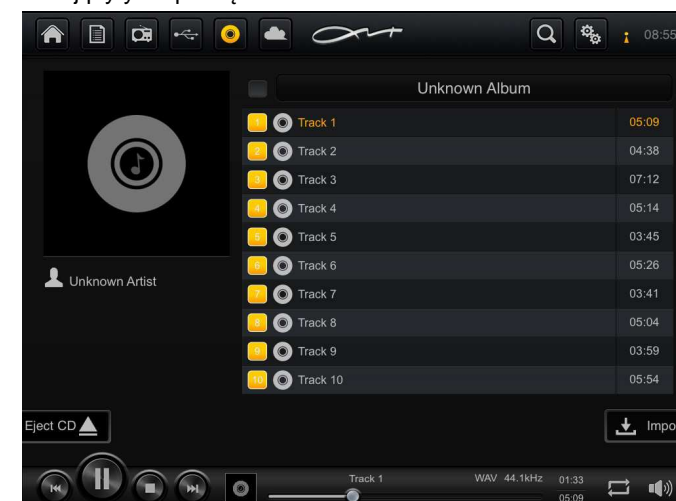 08:55
Unknown Album
1 Track 1 05:09
2 Track 2 04:38
3 Track 3 07:12
4 Track 4 05:14
5 Track 5 03:45
6 Track 6 05:26
7 Track 7 03:41
8 Track 8 05:04
9 Track 9 03:59
10 Track 10 05:54
Unknown Artist
Eject CD
Impo
Track 1 WAV 44.1kHz 01:33
05:09